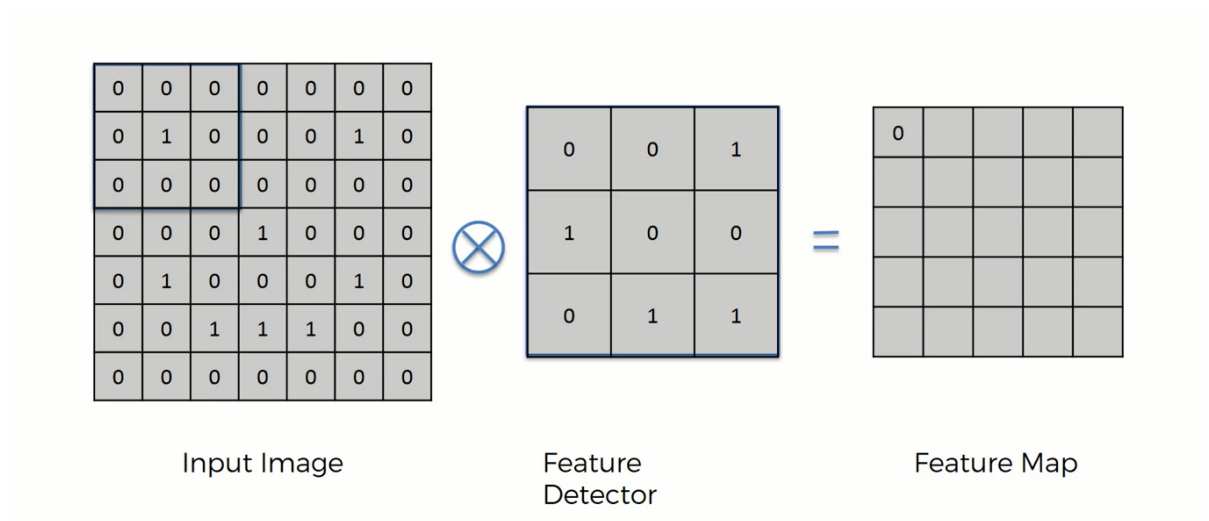 0 0 0 0 0 0 0
0 1 0 0 0 1 0
0 0 0 0 0 0 0
0 0 0 1 0 0 0
0 1 0 0 0 1 0
0 0 1 1 1 0 0
0 0 0 0 0 0 0
Input Image
0 0 1
1 0 0
0 1 1
Feature
Detector
=
0
Feature Map